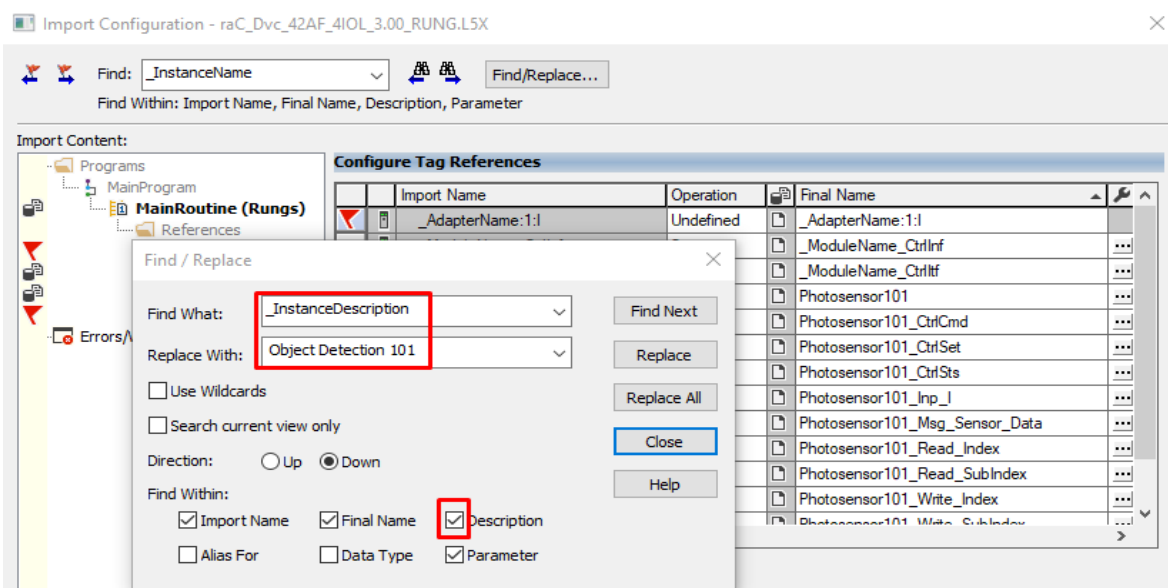 Import Configuration - raC_Dvc_42AF_4IOL_3.00_RUNG.L5X
Find: _InstanceName Find/Replace...
Find Within: Import Name, Final Name, Description, Parameter
Import Content:
Programs
MainProgram
MainRoutine (Rungs)
References
Errors/
Configure Tag References
Import Name Operation Final Name
_AdapterName:1:I Undefined _AdapterName:1:I
_ModuleName_CtrlInf
_ModuleName_CtrlItf
Photosensor101
Photosensor101_CtrlCmd
Photosensor101_CtrlSet
Photosensor101_CtrlSts
Photosensor101_Inp_I
Photosensor101_Msg_Sensor_Data
Photosensor101_Read_Index
Photosensor101_Read_SubIndex
Photosensor101_Write_Index
Photosensor101_Write_SubIndex
Find / Replace
Find What: _InstanceDescription Find Next
Replace With: Object Detection 101 Replace
Use Wildcards Replace All
Search current view only Close
Direction: Up Down Help
Find Within:
Import Name Final Name Description
Alias For Data Type Parameter